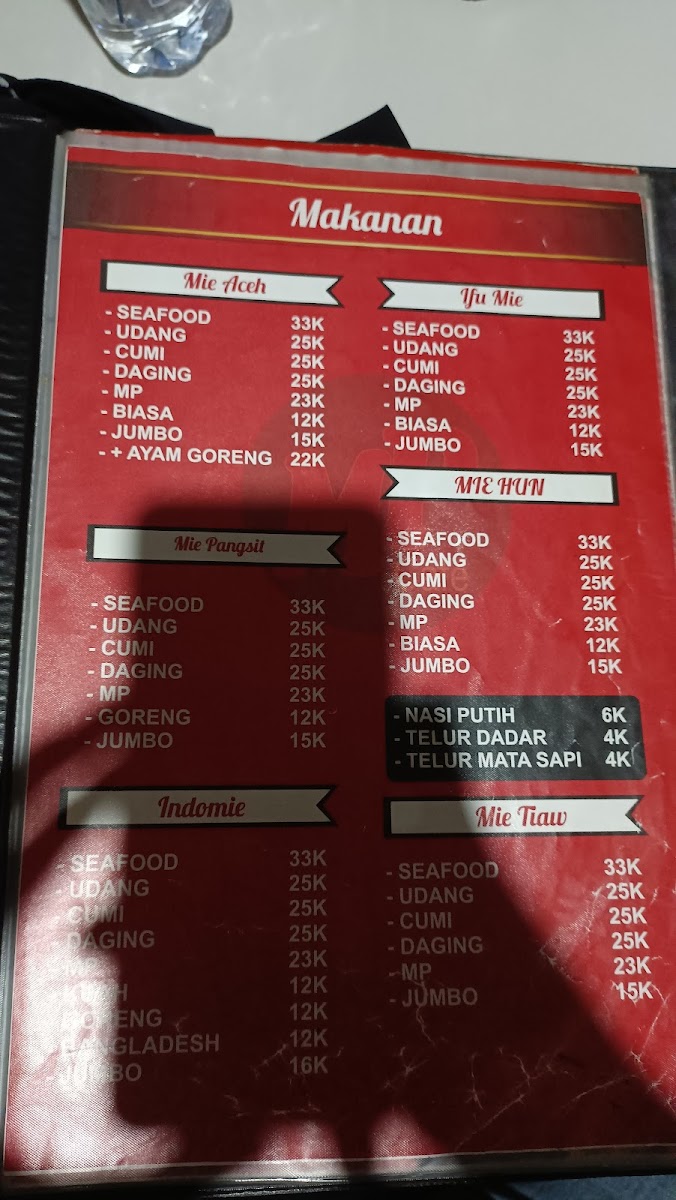 Makanan
Mie Aceh
- SEAFOOD 33K
- UDANG 25K
- CUMI 25K
- DAGING 25K
- MP 23K
- BIASA 12K
- JUMBO 15K
- + AYAM GORENG 22K
Mie Pangsit
- SEAFOOD 33K
- UDANG 25K
- CUMI 25K
- DAGING 25K
- MP 23K
- GORENG 12K
- JUMBO 15K
Indomie
- SEAFOOD 33K
- UDANG 25K
- CUMI 25K
- DAGING 25K
- MP 23K
- KUAH 12K
- GORENG 12K
- BANGLADESH 12K
- JUMBO 16K
Ifu Mie
- SEAFOOD 33K
- UDANG 25K
- CUMI 25K
- DAGING 25K
- MP 23K
- BIASA 12K
- JUMBO 15K
MIE HUN
- SEAFOOD 33K
- UDANG 25K
- CUMI 25K
- DAGING 25K
- MP 23K
- BIASA 12K
- JUMBO 15K
- NASI PUTIH 6K
- TELUR DADAR 4K
- TELUR MATA SAPI 4K
Mie Tiaw
- SEAFOOD 33K
- UDANG 25K
- CUMI 25K
- DAGING 25K
- MP 23K
- JUMBO 15K